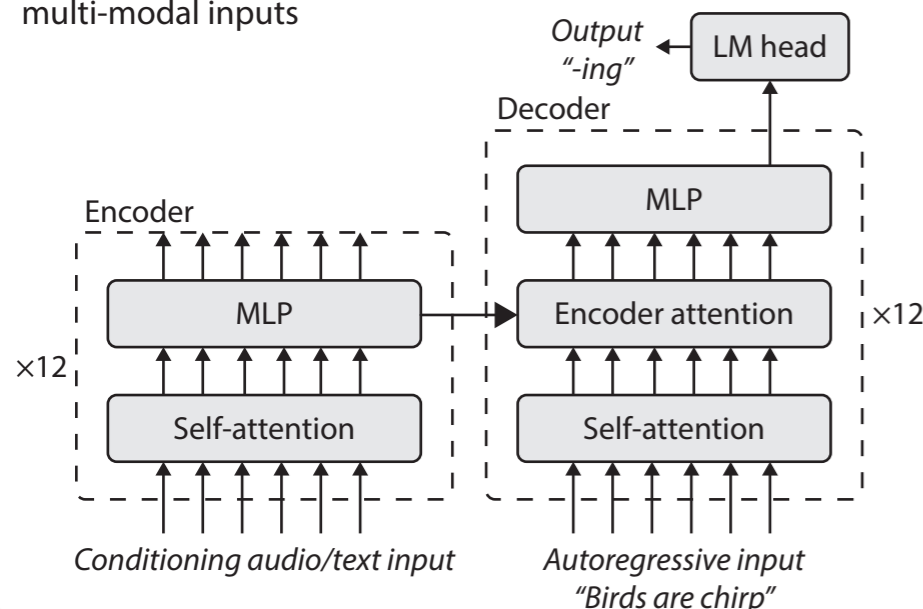 multi-modal inputs
Output
“-ing”
LM head
Decoder
MLP
Encoder
MLP
Encoder attention
×12
×12
Self-attention
Self-attention
Conditioning audio/text input
Autoregressive input
“Birds are chirp”